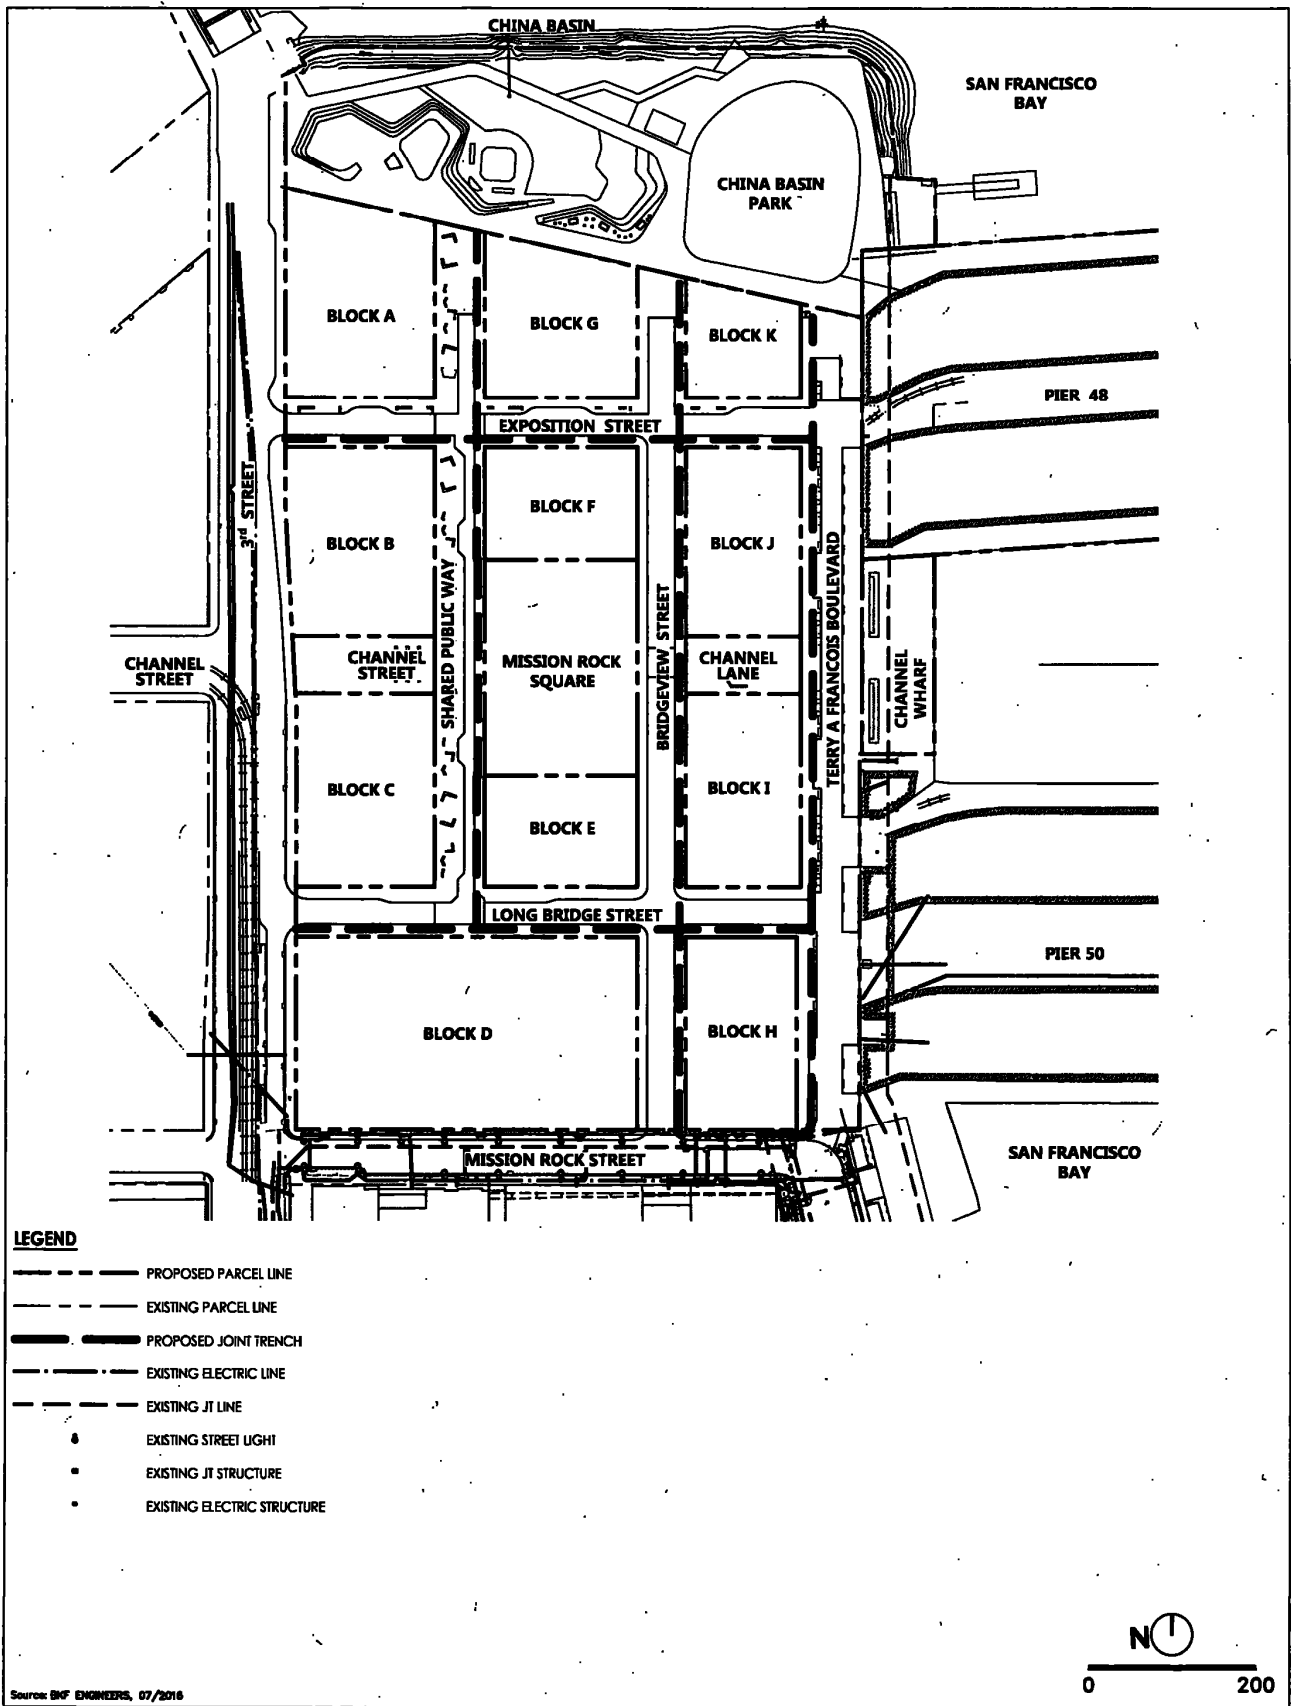 CHINA BASIN
SAN FRANCISCO
BAY
CHINA BASIN
PARK
BLOCK A
BLOCK G
BLOCK K
PIER 48
EXPOSITION STREET
3rd STREET
BLOCK B
SHARED PUBLIC WAY
BLOCK F
BRIDGEVIEW STREET
BLOCK J
TERRY A FRANCOIS BOULEVARD
CHANNEL
STREET
CHANNEL
STREET
MISSION ROCK
SQUARE
CHANNEL
LANE
CHANNEL
WHARF
BLOCK C
BLOCK E
BLOCK I
LONG BRIDGE STREET
PIER 50
BLOCK D
BLOCK H
MISSION ROCK STREET
SAN FRANCISCO
BAY
LEGEND
PROPOSED PARCEL LINE
EXISTING PARCEL LINE
PROPOSED JOINT TRENCH
EXISTING ELECTRIC LINE
EXISTING JT LINE
EXISTING STREET LIGHT
EXISTING JT STRUCTURE
EXISTING ELECTRIC STRUCTURE
N
0 200
Source: BKF ENGINEERS, 07/2016